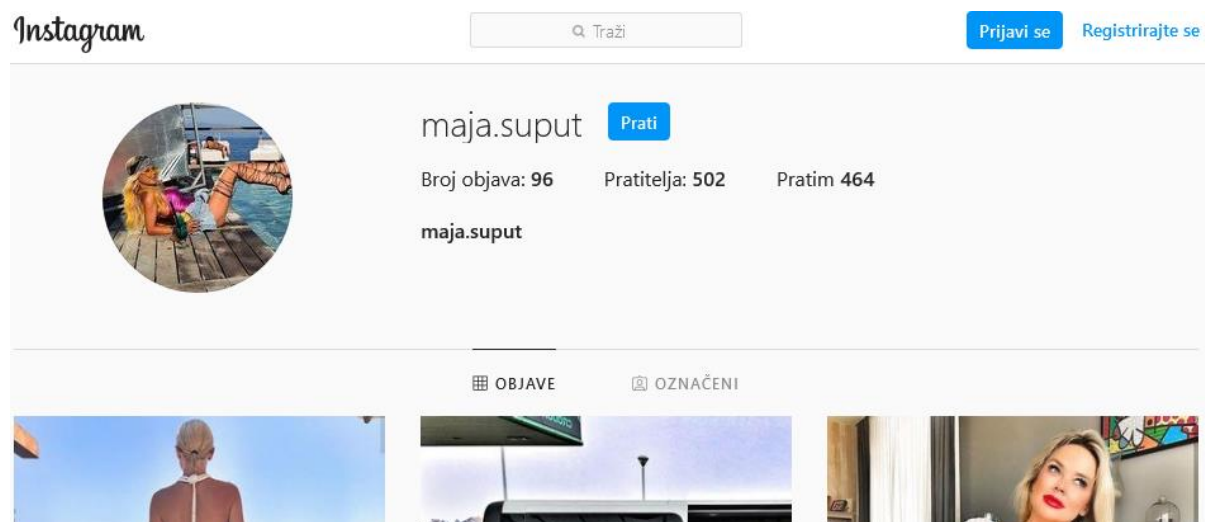 Instagram
Traži
Prijavi se
Registrirajte se
maja.suput
Prati
Broj objava: 96
Pratitelja: 502
Pratim 464
maja.suput
OBJAVE
OZNAČENI